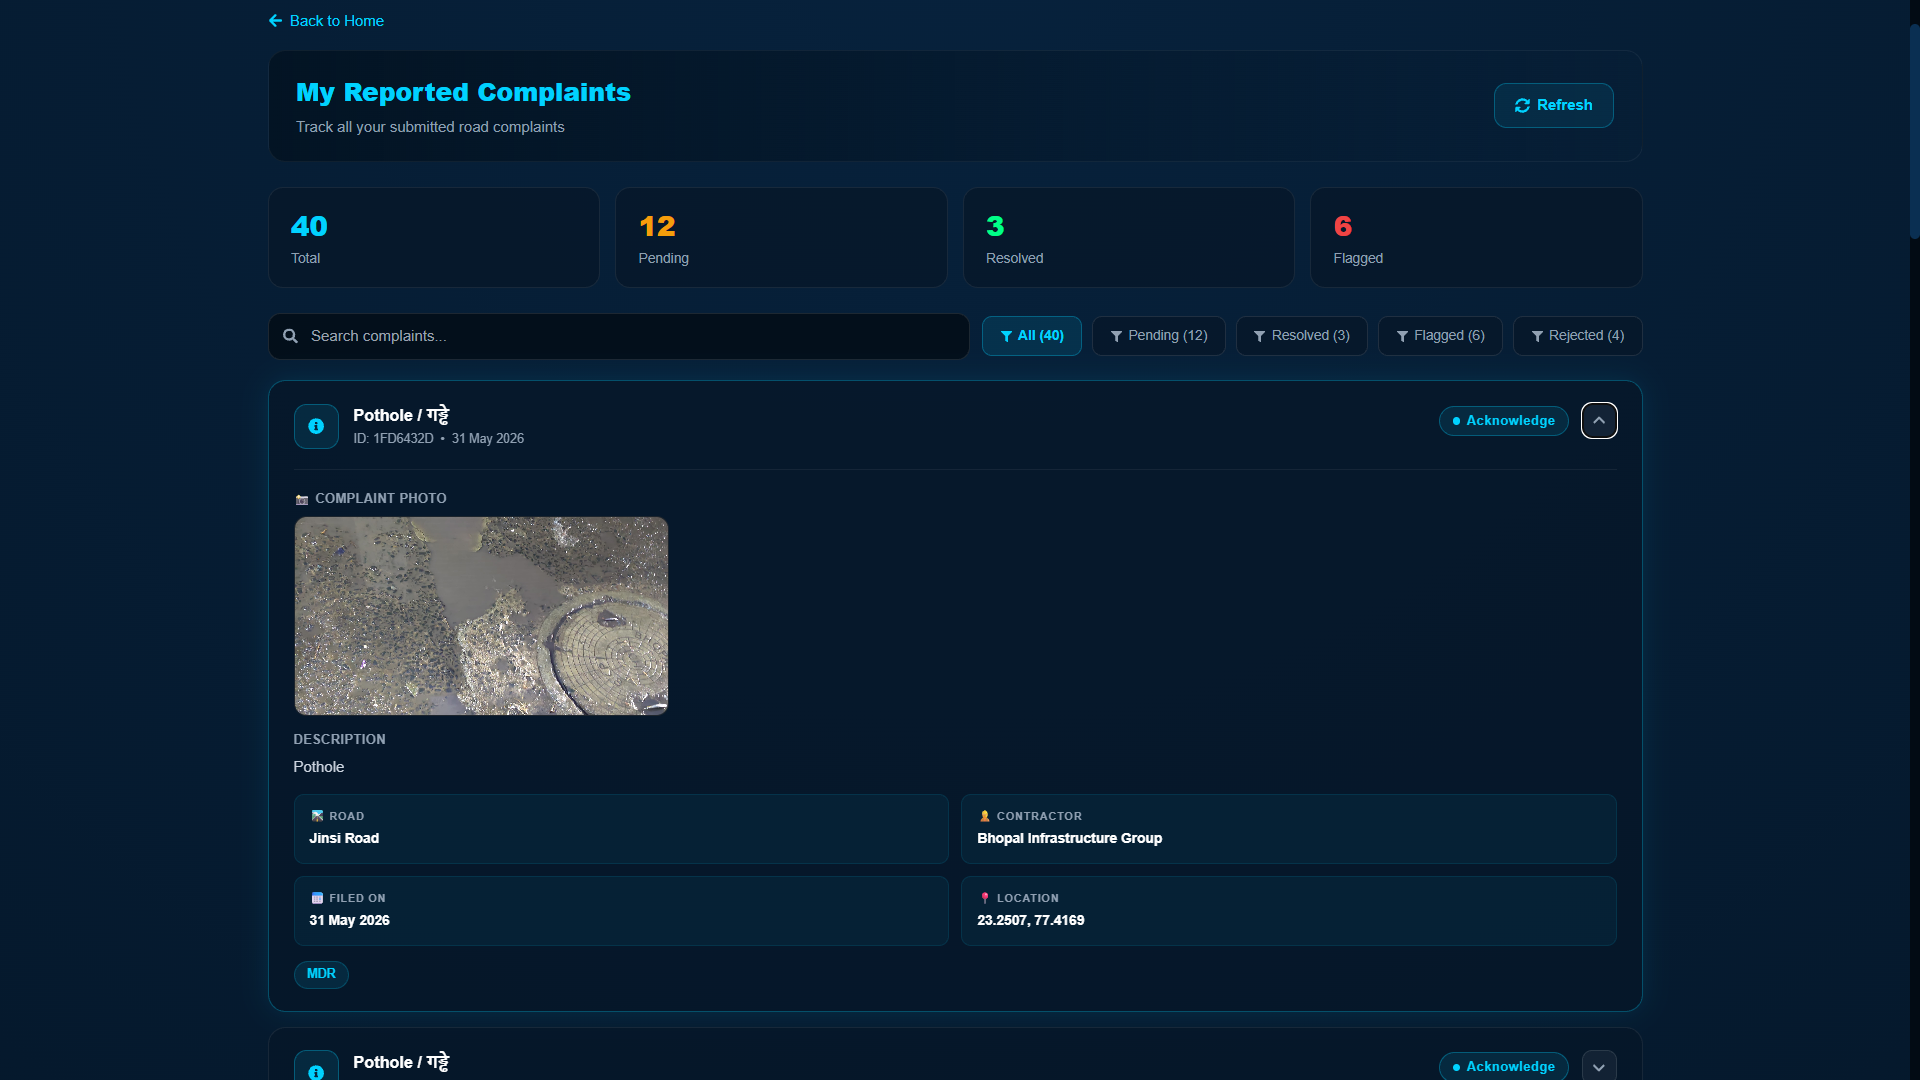 Back to Home
My Reported Complaints
Track all your submitted road complaints
Refresh
40
Total
12
Pending
3
Resolved
6
Flagged
Search complaints...
All (40)
Pending (12)
Resolved (3)
Flagged (6)
Rejected (4)
Pothole / गड्ढे
ID: 1FD6432D • 31 May 2026
Acknowledge
COMPLAINT PHOTO
DESCRIPTION
Pothole
ROAD
Jinsi Road
CONTRACTOR
Bhopal Infrastructure Group
FILED ON
31 May 2026
LOCATION
23.2507, 77.4169
MDR
Pothole / गड्ढे
Acknowledge